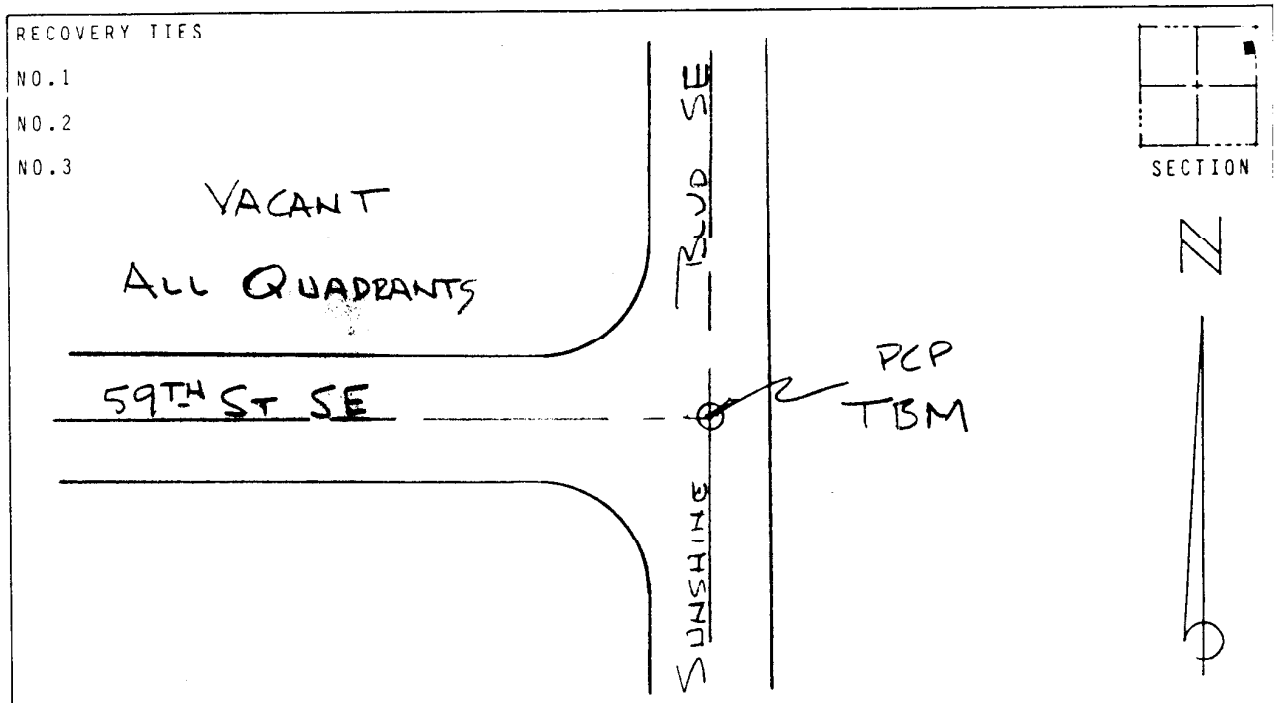 RECOVERY TIES
NO.1
NO.2
NO.3
VACANT
ALL QUADRANTS
59TH ST SE
SUNSHINE BLVD SE
PCP
TBM
SECTION
N